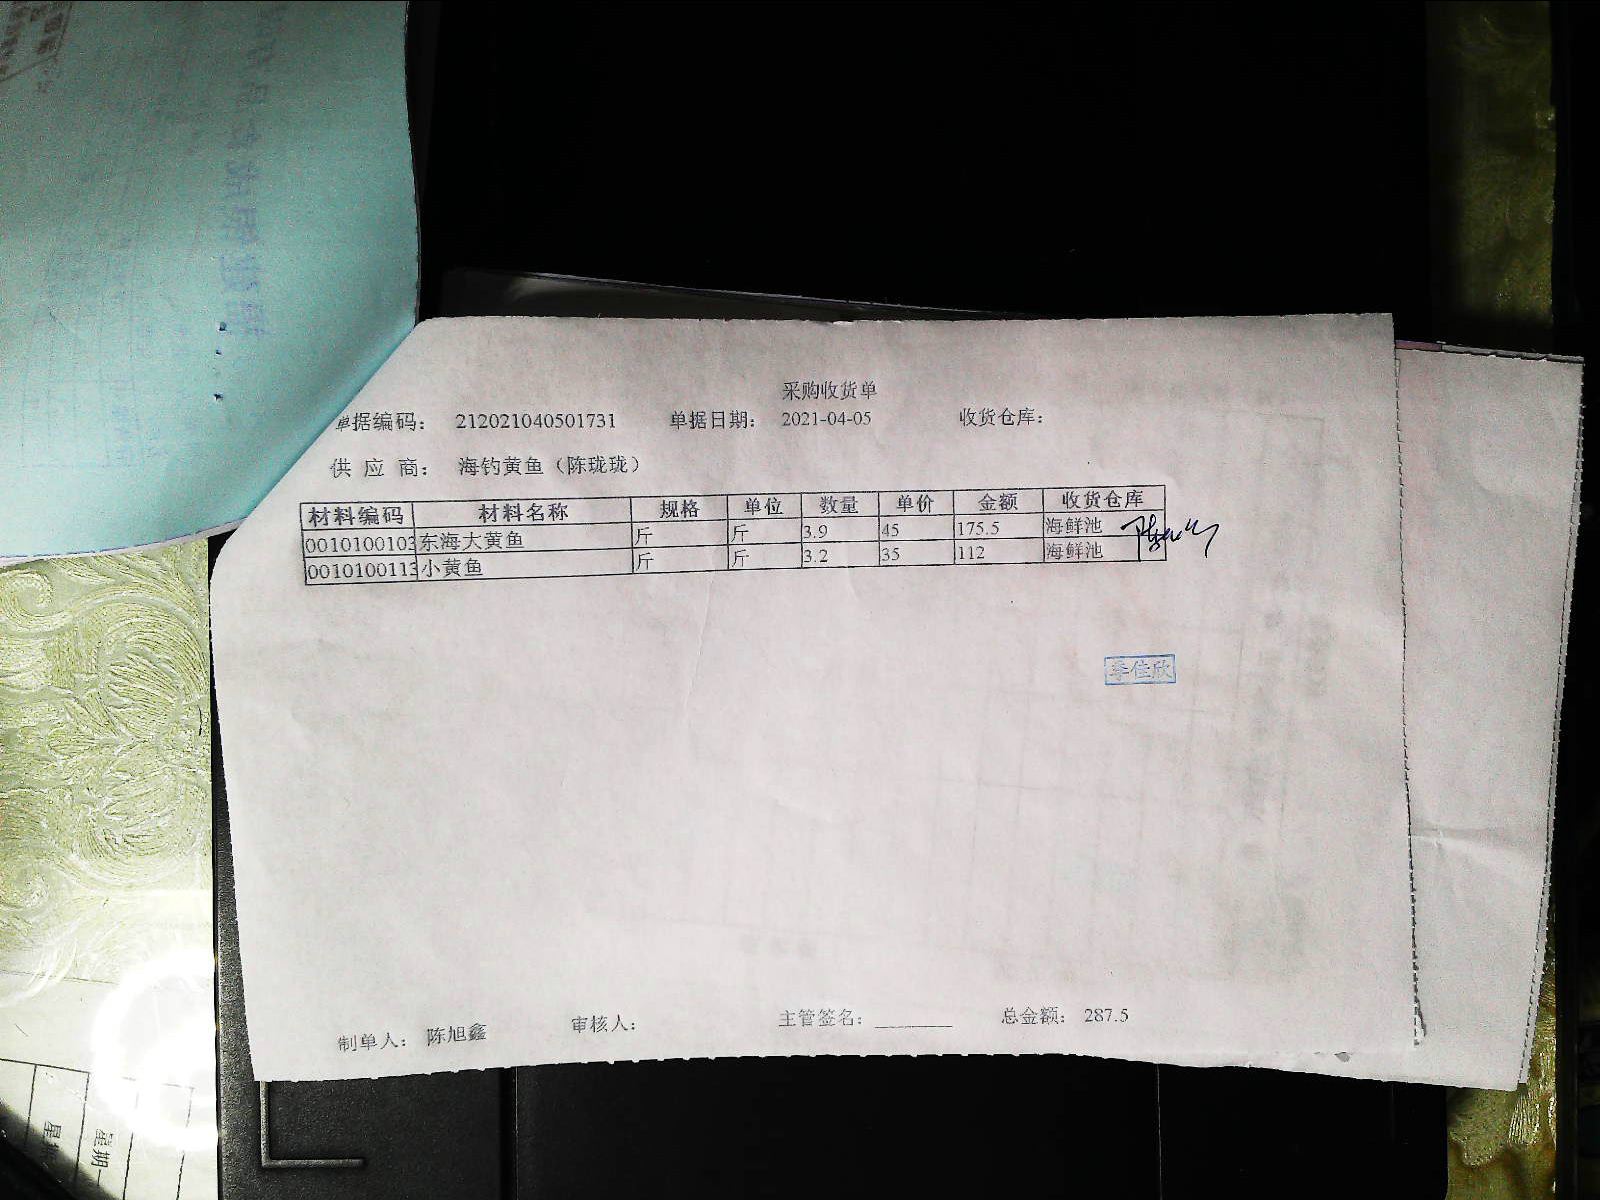 采购收货单
单据编码： 212021040501731 单据日期： 2021-04-05 收货仓库：
供 应 商： 海钓黄鱼（陈珑珑）
材料编码 材料名称 规格 单位 数量 单价 金额 收货仓库
0010100103 东海大黄鱼 斤 斤 3.9 45 175.5 海鲜池
0010100113 小黄鱼 斤 斤 3.2 35 112 海鲜池
李佳欣
制单人： 陈旭鑫 审核人： 主管签名： ________ 总金额： 287.5
星期一